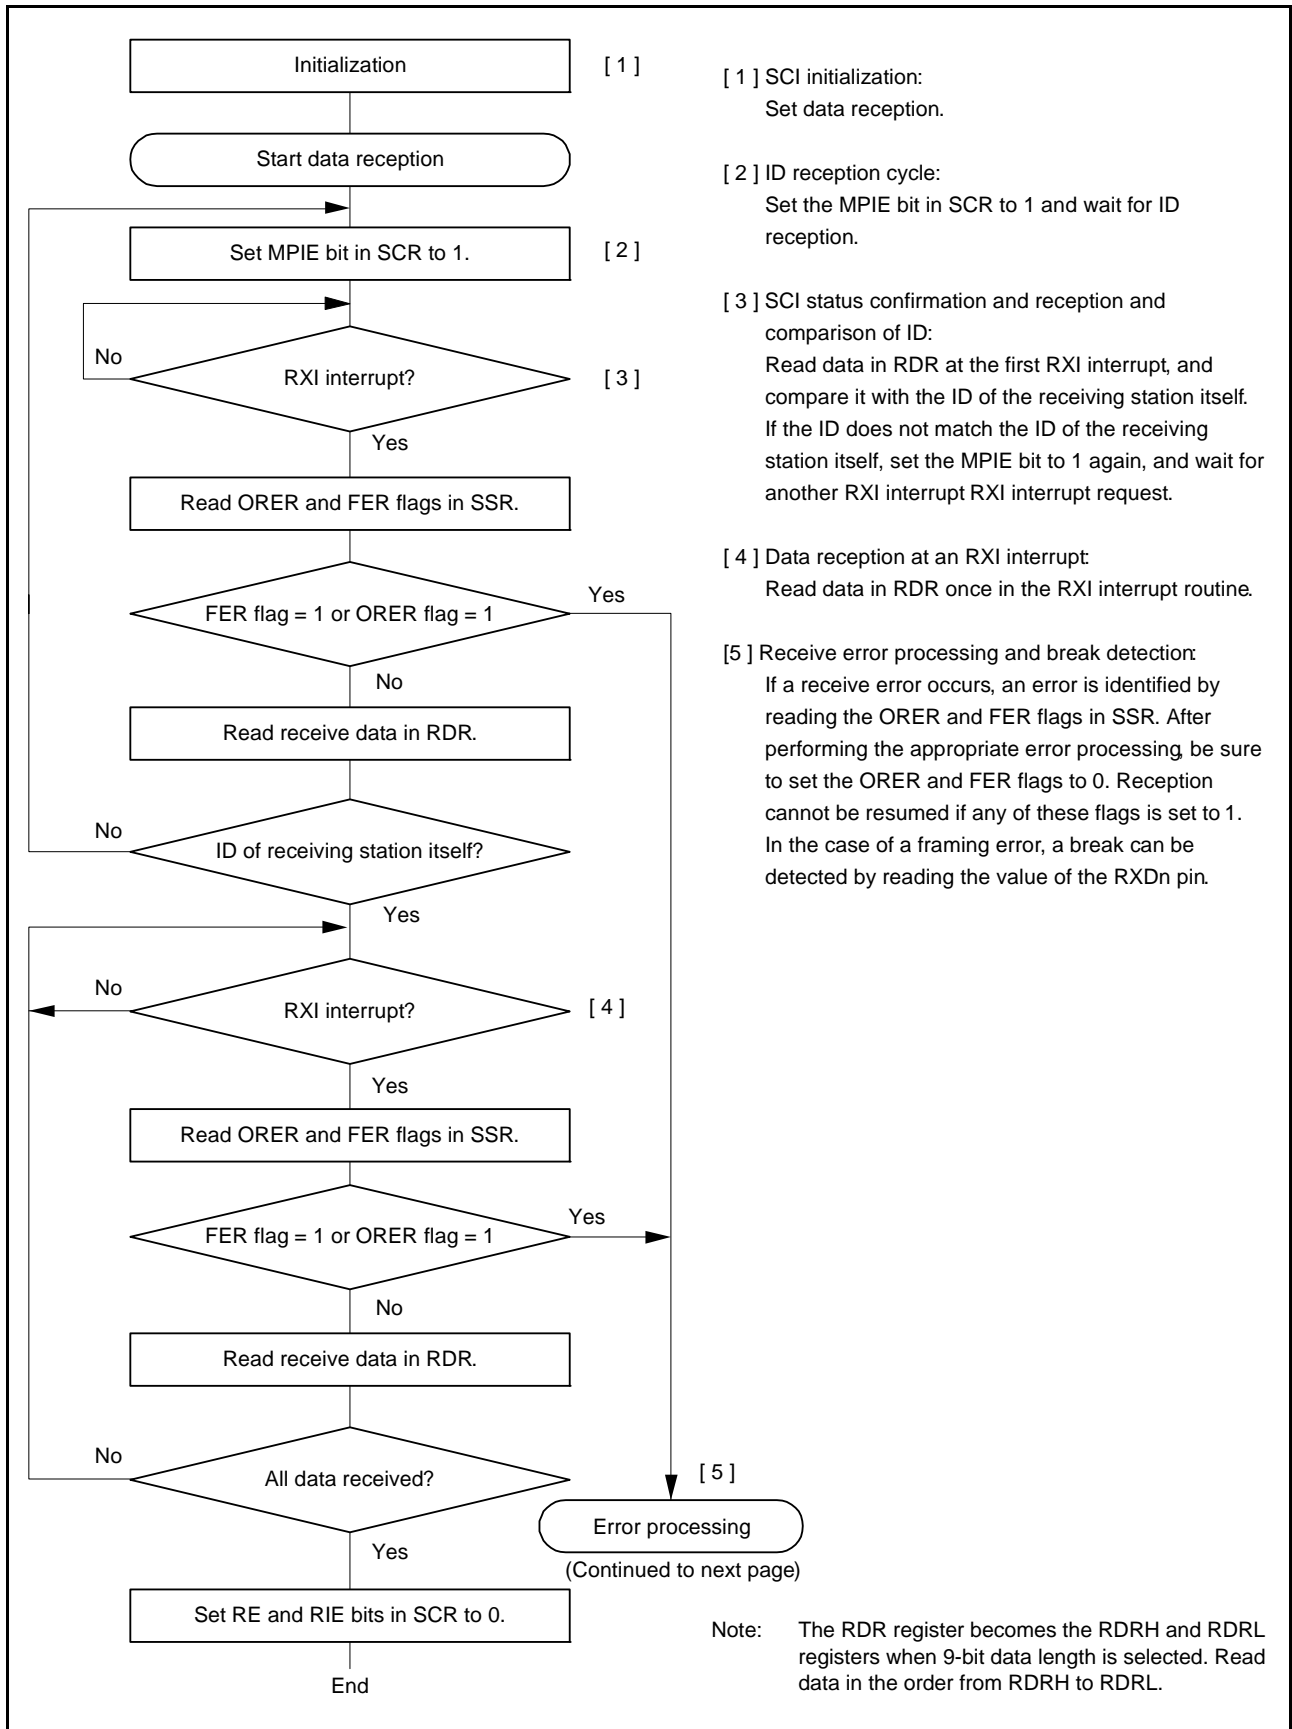 Initialization
[ 1 ]
Start data reception
Set MPIE bit in SCR to 1.
[ 2 ]
No
RXI interrupt?
[ 3 ]
Yes
Read ORER and FER flags in SSR.
FER flag = 1 or ORER flag = 1
Yes
No
Read receive data in RDR.
No
ID of receiving station itself?
Yes
No
RXI interrupt?
[ 4 ]
Yes
Read ORER and FER flags in SSR.
FER flag = 1 or ORER flag = 1
Yes
No
Read receive data in RDR.
No
All data received?
[ 5 ]
Error processing
(Continued to next page)
Yes
Set RE and RIE bits in SCR to 0.
End
[ 1 ] SCI initialization:
Set data reception.
[ 2 ] ID reception cycle:
Set the MPIE bit in SCR to 1 and wait for ID
reception.
[ 3 ] SCI status confirmation and reception and
comparison of ID:
Read data in RDR at the first RXI interrupt, and
compare it with the ID of the receiving station itself.
If the ID does not match the ID of the receiving
station itself, set the MPIE bit to 1 again, and wait for
another RXI interrupt RXI interrupt request.
[ 4 ] Data reception at an RXI interrupt:
Read data in RDR once in the RXI interrupt routine.
[5 ] Receive error processing and break detection:
If a receive error occurs, an error is identified by
reading the ORER and FER flags in SSR. After
performing the appropriate error processing, be sure
to set the ORER and FER flags to 0. Reception
cannot be resumed if any of these flags is set to 1.
In the case of a framing error, a break can be
detected by reading the value of the RXDn pin.
Note: The RDR register becomes the RDRH and RDRL
registers when 9-bit data length is selected. Read
data in the order from RDRH to RDRL.